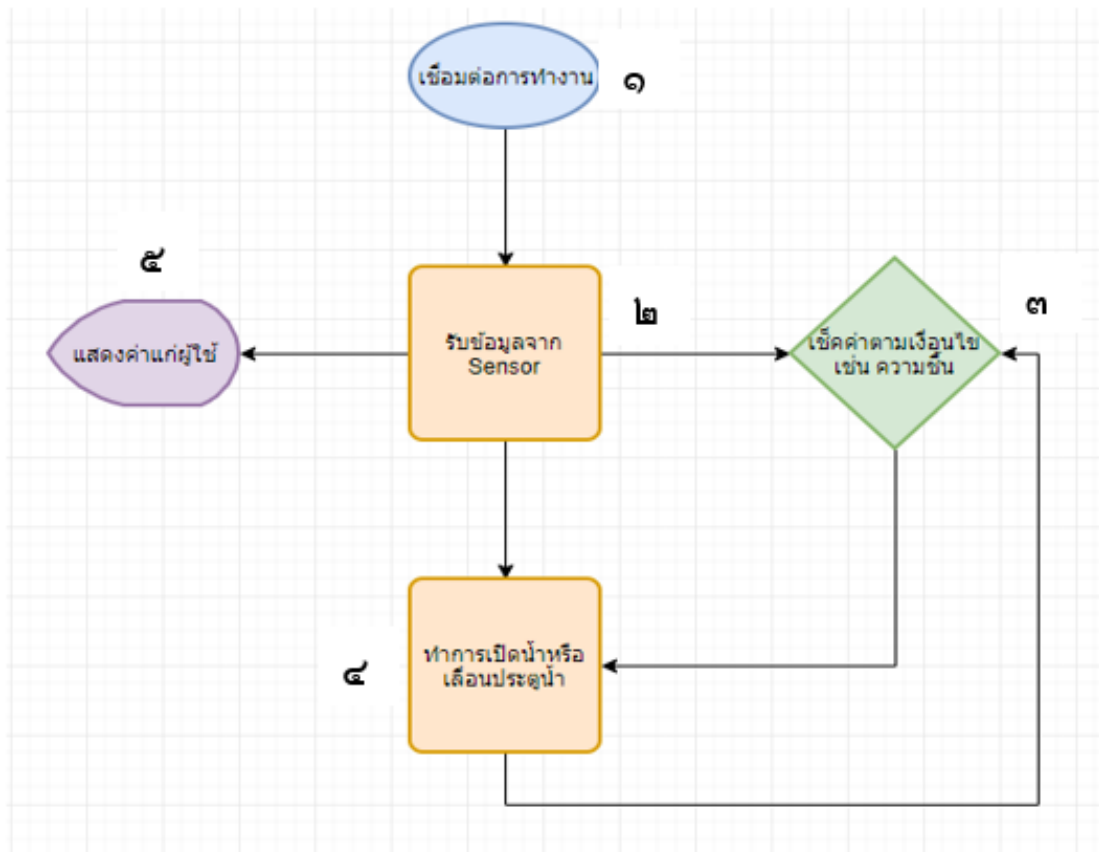 เชื่อมต่อการทำงาน
๑
รับข้อมูลจาก
Sensor
๒
เช็คค่าตามเงื่อนไข
เช่น ความชื้น
๓
ทำการเปิดน้ำหรือ
เลื่อนประตูน้ำ
๔
แสดงค่าแก่ผู้ใช้
๕